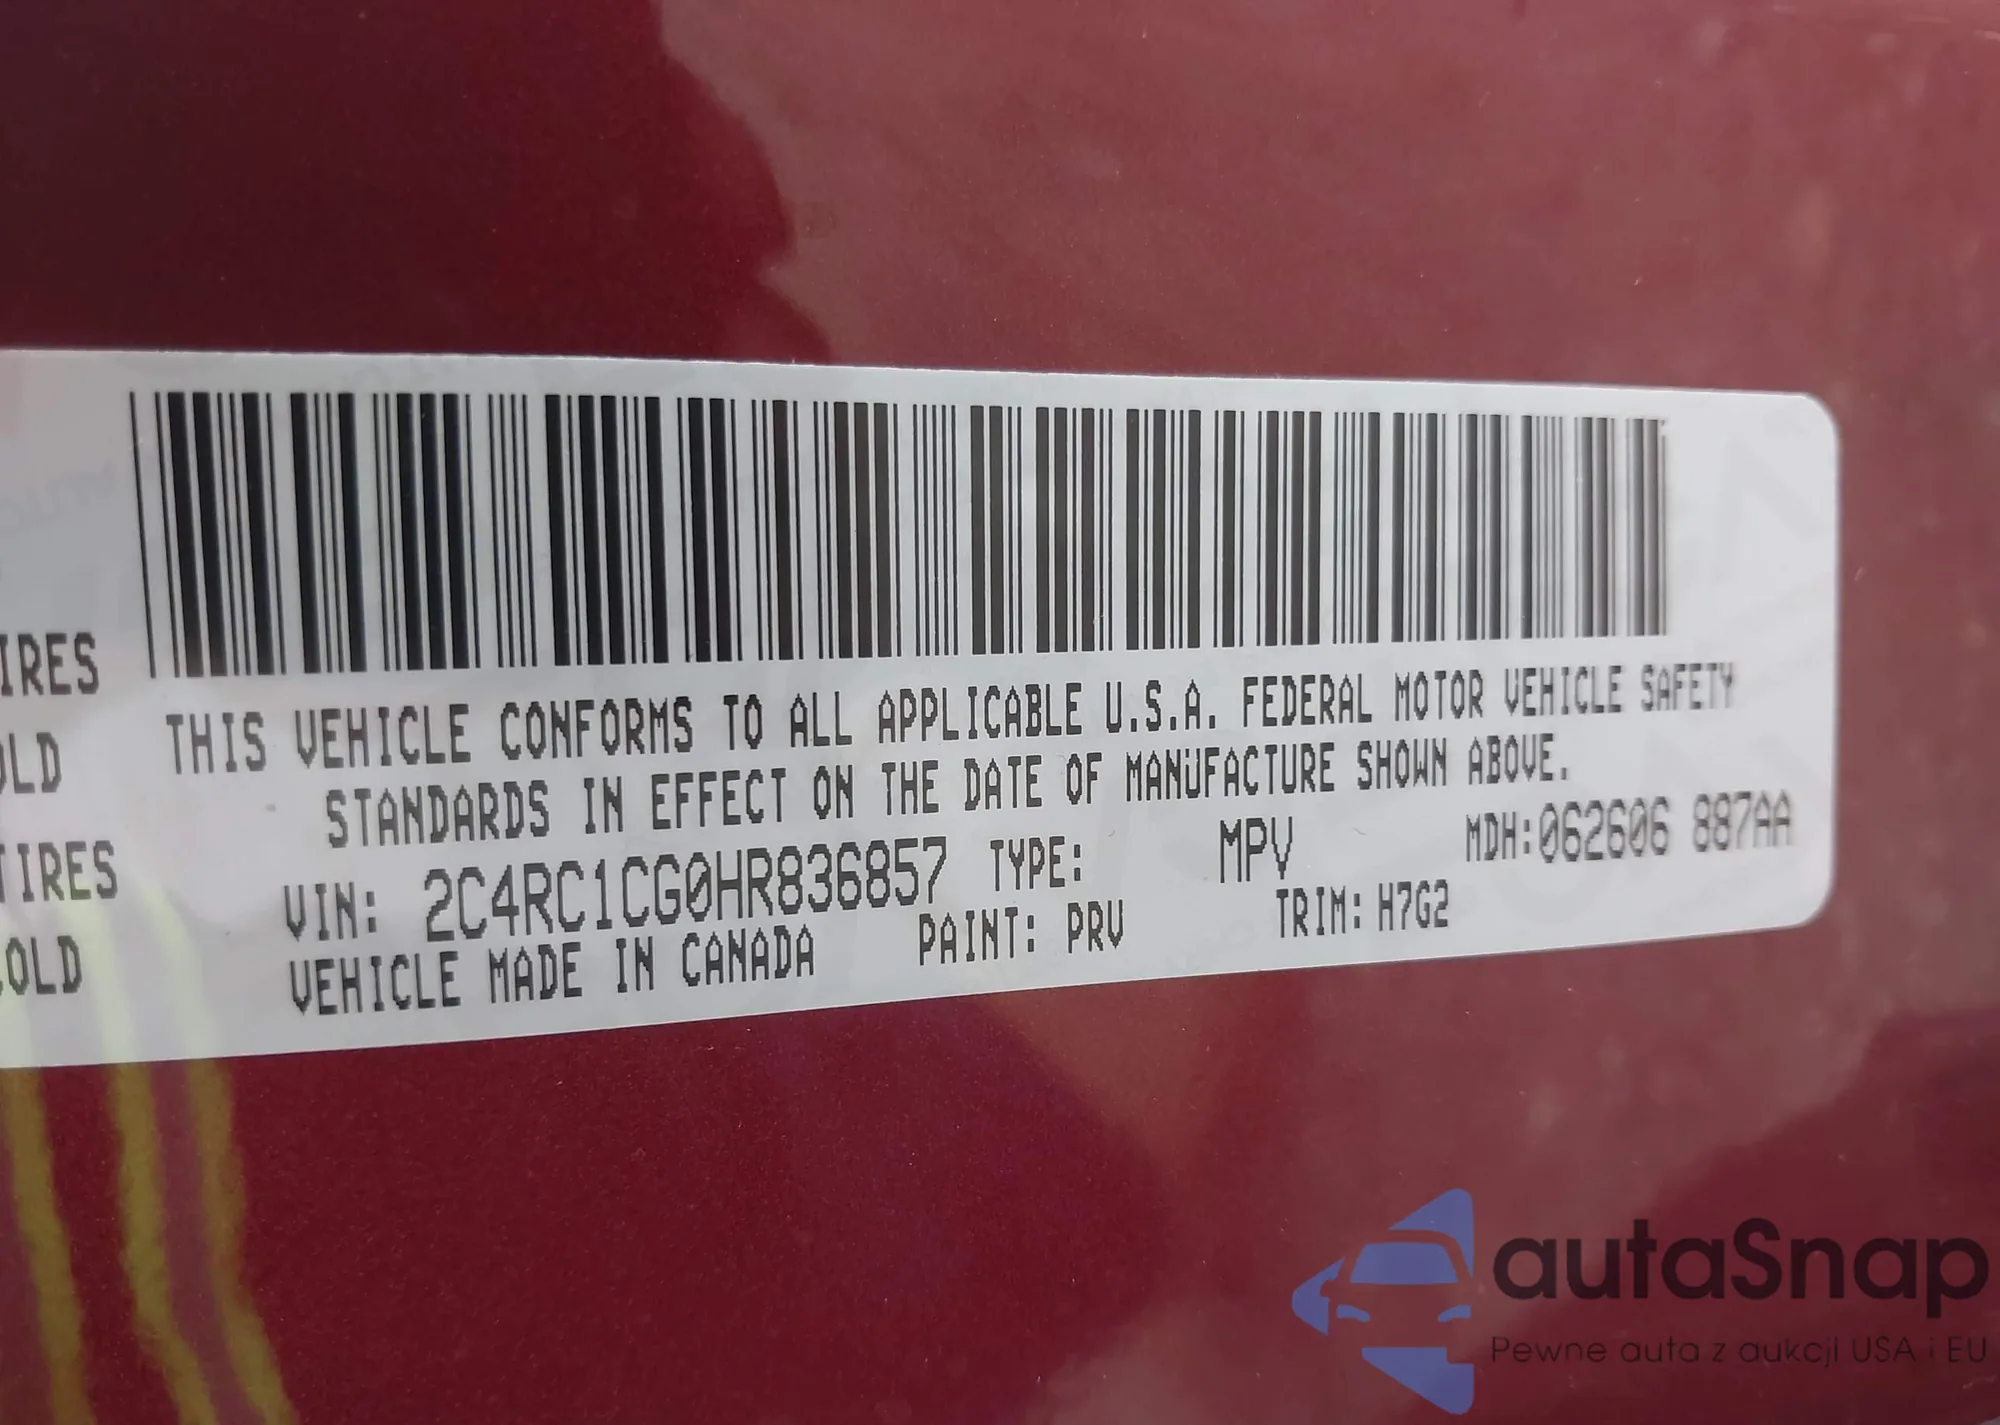 IRES
OLD
TIRES
COLD
THIS VEHICLE CONFORMS TO ALL APPLICABLE U.S.A. FEDERAL MOTOR VEHICLE SAFETY
STANDARDS IN EFFECT ON THE DATE OF MANUFACTURE SHOWN ABOVE.
VIN: 2C4RC1CG0HR836857 TYPE: MPV MDH:062606 887AA
VEHICLE MADE IN CANADA PAINT: PRV TRIM: H7G2
autaSnap
Pewne auta z aukcji USA i EU